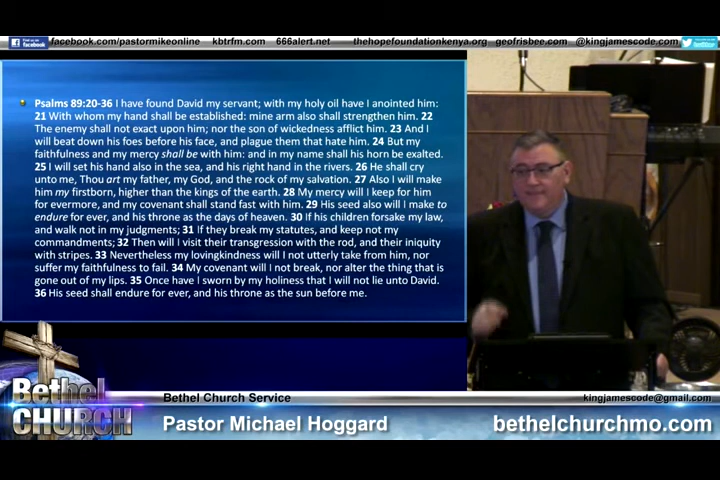 Find us on facebook facebook.com/pastormikeonline kbtrfm.com 666alert.net thehopefoundationkenya.org geofrisbee.com @kingjamescode.com
Psalms 89:20-36 I have found David my servant; with my holy oil have I anointed him:
21 With whom my hand shall be established: mine arm also shall strengthen him. 22
The enemy shall not exact upon him; nor the son of wickedness afflict him. 23 And I
will beat down his foes before his face, and plague them that hate him. 24 But my
faithfulness and my mercy shall be with him: and in my name shall his horn be exalted.
25 I will set his hand also in the sea, and his right hand in the rivers. 26 He shall cry
unto me, Thou art my father, my God, and the rock of my salvation. 27 Also I will make
him my firstborn, higher than the kings of the earth. 28 My mercy will I keep for him
for evermore, and my covenant shall stand fast with him. 29 His seed also will I make to
endure for ever, and his throne as the days of heaven. 30 If his children forsake my law,
and walk not in my judgments; 31 If they break my statutes, and keep not my
commandments; 32 Then will I visit their transgression with the rod, and their iniquity
with stripes. 33 Nevertheless my lovingkindness will I not utterly take from him, nor
suffer my faithfulness to fail. 34 My covenant will I not break, nor alter the thing that is
gone out of my lips. 35 Once have I sworn by my holiness that I will not lie unto David.
36 His seed shall endure for ever, and his throne as the sun before me.
Bethel
CHURCH
Bethel Church Service kingjamescode@gmail.com
Pastor Michael Hoggard bethelchurchmo.com